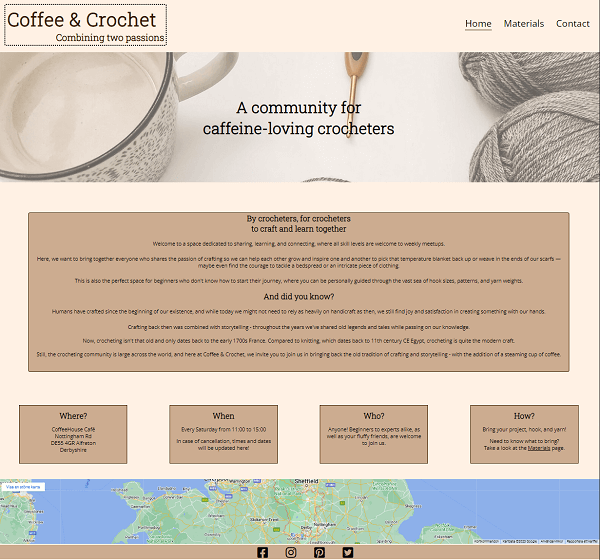 Coffee & Crochet
Combining two passions
Home Materials Contact
A community for
caffeine-loving crocheters
By crocheters, for crocheters
to craft and learn together
Welcome to a space dedicated to sharing, learning, and connecting, where all skill levels are welcome to weekly meetups.
Here, we want to bring together everyone who shares the passion of crafting so we can help each other grow and inspire one and another to pick that temperature blanket back up or weave in the ends of our scarfs —
maybe even find the courage to tackle a bedspread or an intricate piece of clothing.
This is also the perfect space for beginners who don't know how to start their journey, where you can be personally guided through the vast sea of hook sizes, patterns, and yarn weights.
And did you know?
Humans have crafted since the beginning of our existence, and while today we might not need to rely as heavily on handicraft as then, we still find joy and satisfaction in creating something with our hands.
Crafting back then was combined with storytelling - throughout the years we've shared old legends and tales while passing on our knowledge.
Now, crocheting isn't that old and only dates back to the early 1700s France. Compared to knitting, which dates back to 11th century CE Egypt, crocheting is quite the modern craft.
Still, the crocheting community is large across the world, and here at Coffee & Crochet, we invite you to join us in bringing back the old tradition of crafting and storytelling - with the addition of a steaming cup of coffee.
Where?
CoffeeHouse Café
Nottingham Rd
DE55 4GR Alfreton
Derbyshire
When
Every Saturday from 11:00 to 15:00
In case of cancellation, times and dates
will be updated here!
Who?
Anyone! Beginners to experts alike, as
well as your fluffy friends, are welcome
to join us.
How?
Bring your project, hook, and yarn!
Need to know what to bring?
Take a look at the Materials page.
Visa en större karta
Sheffield
Nottingham